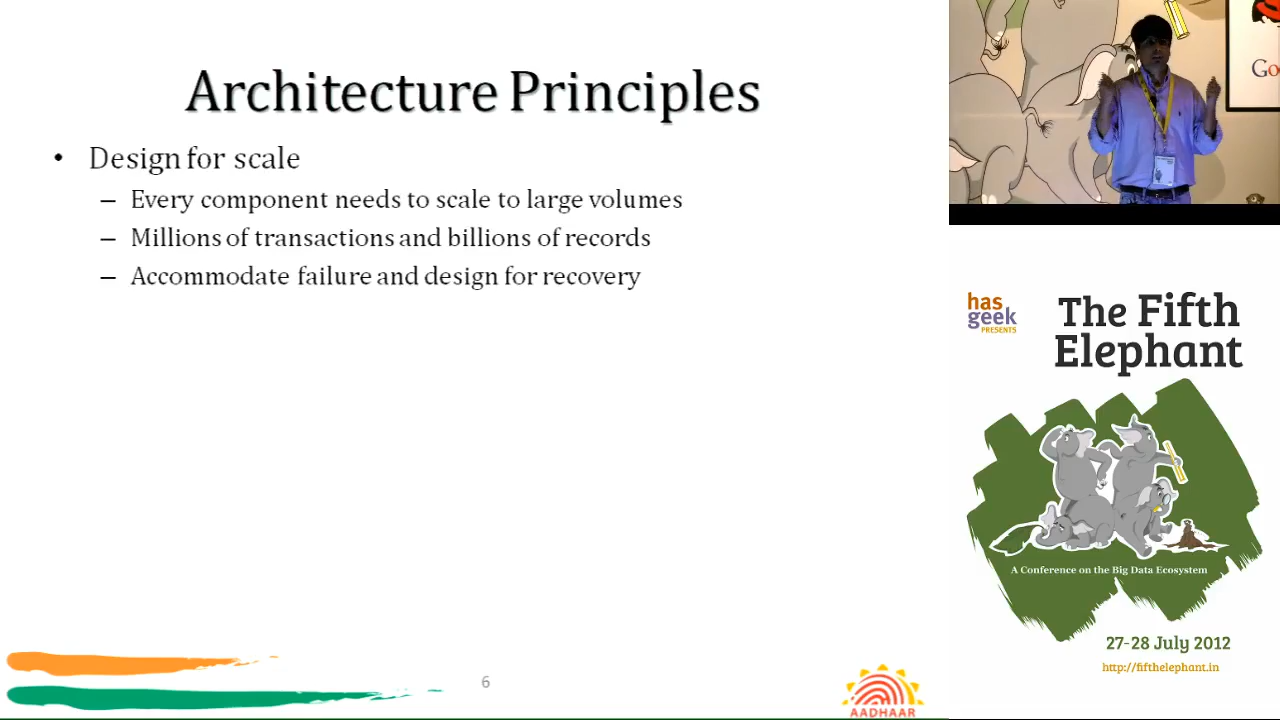 Architecture Principles
• Design for scale
– Every component needs to scale to large volumes
– Millions of transactions and billions of records
– Accommodate failure and design for recovery
6
AADHAAR
has
geek
PRESENTS
The Fifth
Elephant
A Conference on the Big Data Ecosystem
27-28 July 2012
http://fifthelephant.in